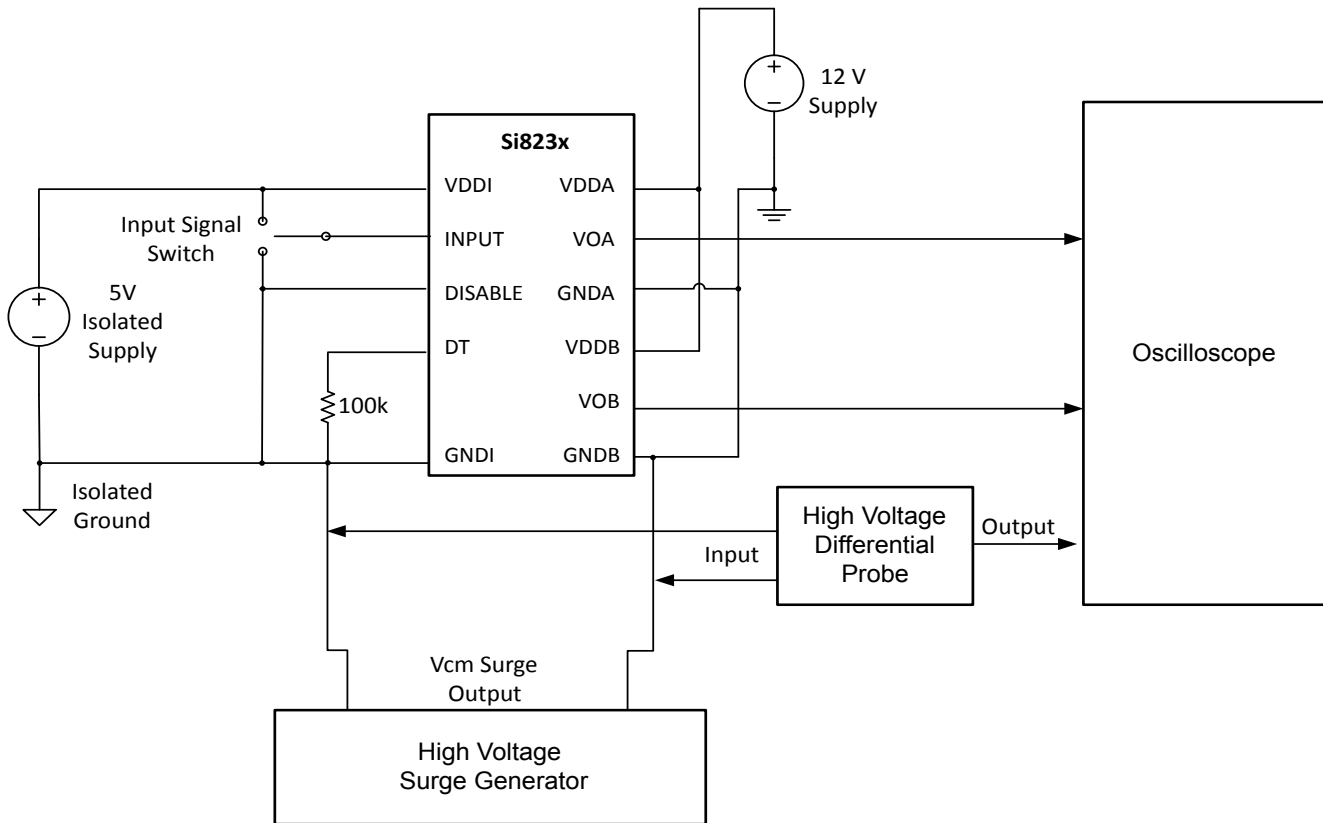 12 V
Supply
Si823x
VDDI
VDDA
Input Signal
Switch
INPUT
VOA
5V
Isolated
Supply
DISABLE
GNDA
DT
VDDB
Oscilloscope
100k
VOB
GNDI
GNDB
Isolated
Ground
High Voltage
Differential
Probe
Input
Output
Vcm Surge
Output
High Voltage
Surge Generator